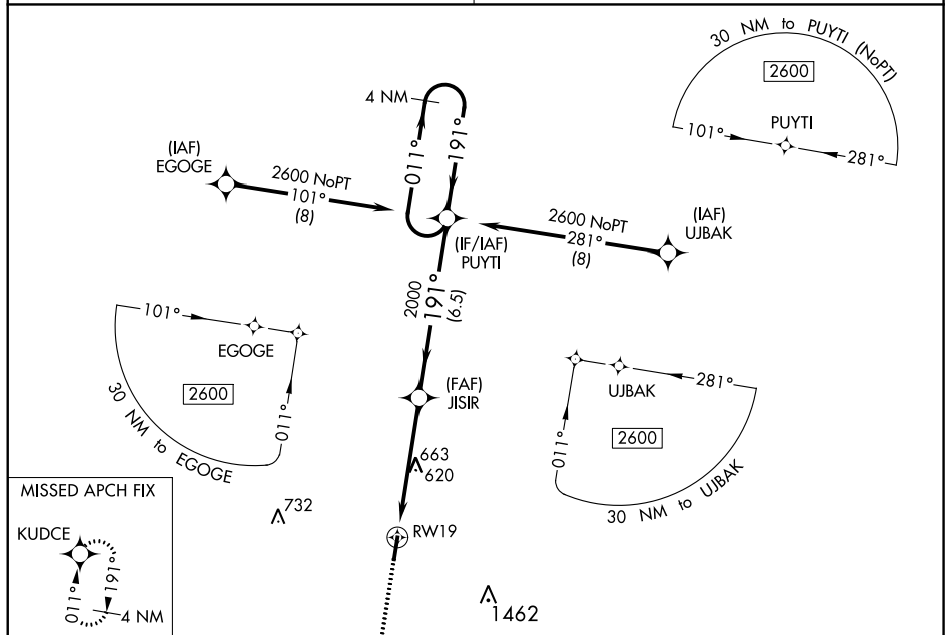 30 NM to PUYTI (NoPT)
2600
PUYTI
101°
281°
4 NM
011°
191°
(IAF)
EGOGE
2600 NoPT
101°
(8)
(IF/IAF)
PUYTI
2600 NoPT
281°
(8)
(IAF)
UJBAK
2000
191°
(6.5)
101°
EGOGE
2600
011°
30 NM to EGOGE
(FAF)
JISIR
281°
UJBAK
2600
011°
30 NM to UJBAK
663
620
732
RW19
1462
MISSED APCH FIX
KUDCE
011°
191°
4 NM